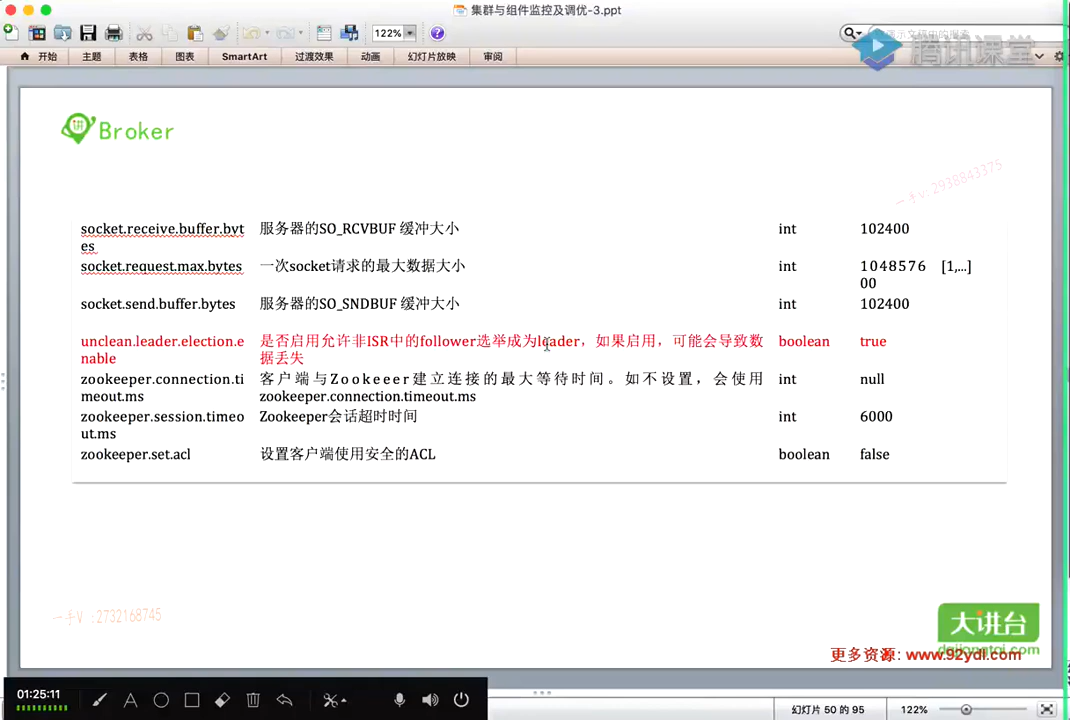 集群与组件监控及调优-3.ppt
122%
腾讯课堂
开始 主题 表格 图表 SmartArt 过渡效果 动画 幻灯片放映 审阅
讲 Broker
一手v:2938843375
socket.receive.buffer.byt
es
服务器的SO_RCVBUF 缓冲大小 int 102400
socket.request.max.bytes 一次socket请求的最大数据大小 int 1048576 [1,...]
00
socket.send.buffer.bytes 服务器的SO_SNDBUF 缓冲大小 int 102400
unclean.leader.election.e
nable
是否启用允许非ISR中的follower选举成为leader，如果启用，可能会导致数 boolean true
据丢失
zookeeper.connection.ti
meout.ms
客户端与Zookeeer建立连接的最大等待时间。如不设置，会使用 int null
zookeeper.connection.timeout.ms
zookeeper.session.timeo
ut.ms
Zookeeper会话超时时间 int 6000
zookeeper.set.acl 设置客户端使用安全的ACL boolean false
一手V :2732168745
大讲台
dajiangtai.com
更多资源: www.92ydl.com
01:25:11
幻灯片 50 的 95 122%